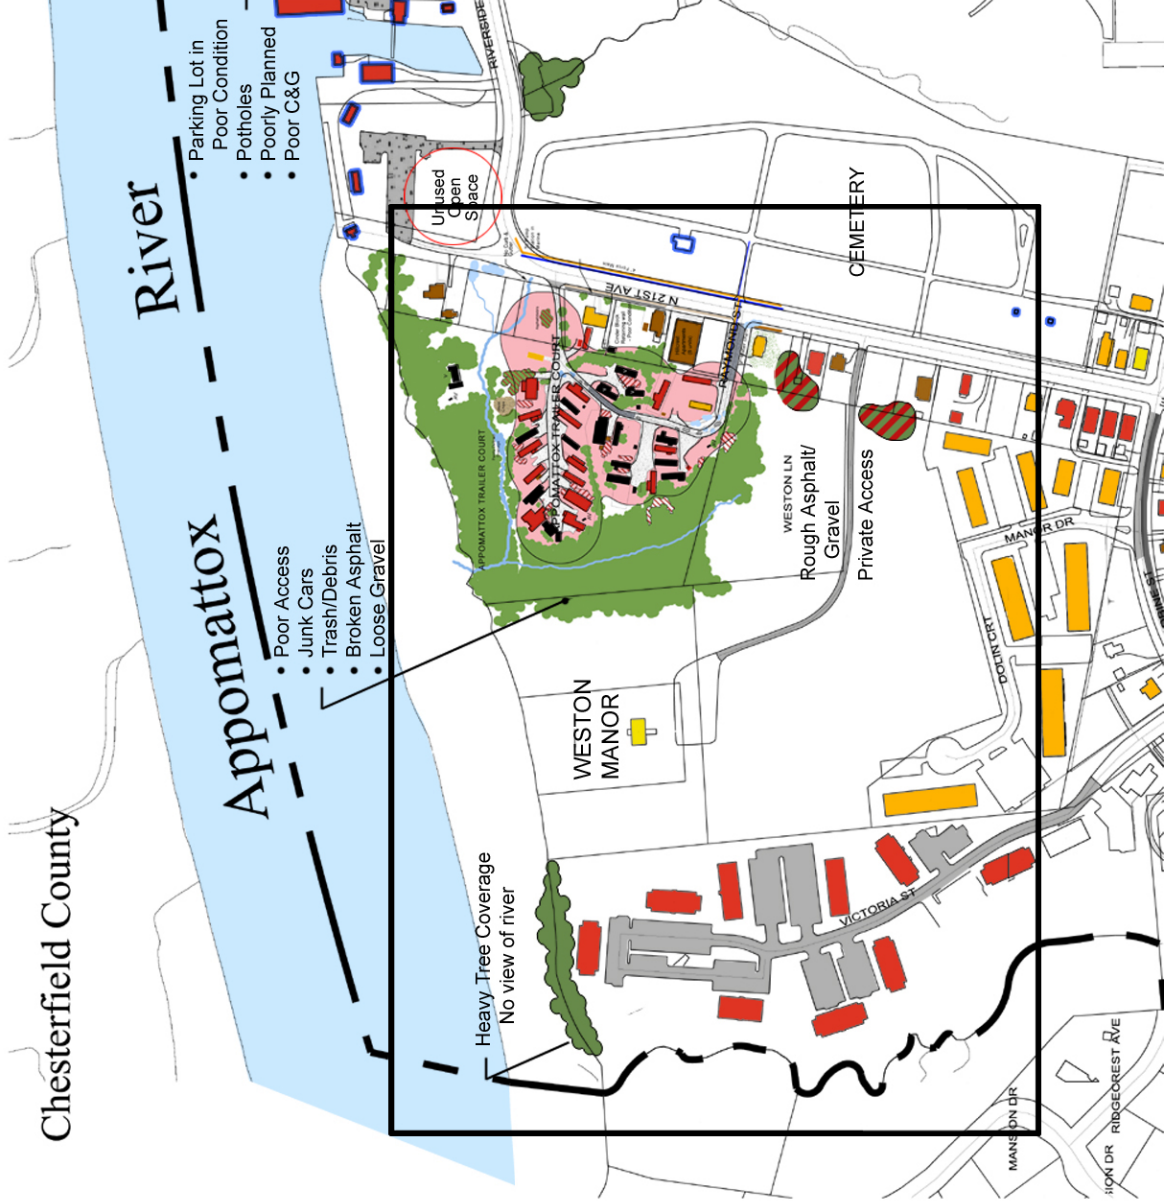 Chesterfield County
Appomattox
River
• Parking Lot in
Poor Condition
• Potholes
• Poorly Planned
• Poor C&G
• Poor Access
• Junk Cars
• Trash/Debris
• Broken Asphalt
• Loose Gravel
Unused
Open
Space
RIVERSIDE
CEMETERY
N 21ST AVE
RAYMOND ST
APPOMATTOX TRAILER COURT
APPOMATTOX TRAILER COURT
WESTON LN
Rough Asphalt/
Gravel
Private Access
MANOR DR
DOLIN CRT
WESTON
MANOR
Heavy Tree Coverage
No view of river
VICTORIA ST
MANSION DR
RIDGECREST AVE
SION DR